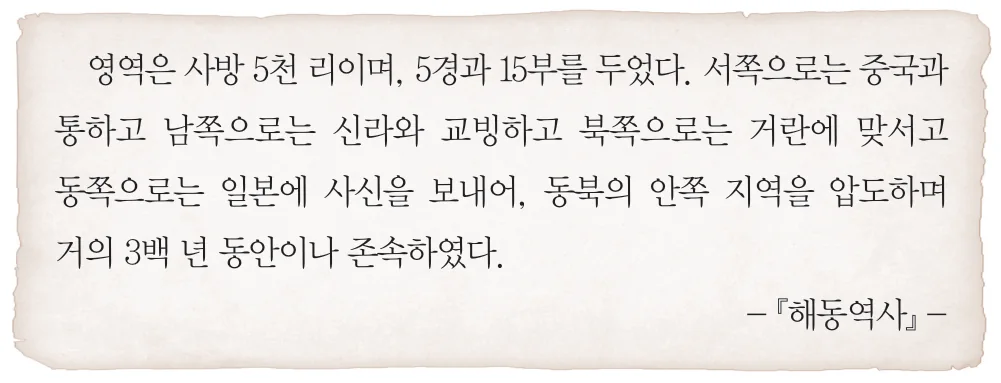 영역은 사방 5천 리이며, 5경과 15부를 두었다. 서쪽으로는 중국과
통하고 남쪽으로는 신라와 교빙하고 북쪽으로는 거란에 맞서고
동쪽으로는 일본에 사신을 보내어, 동북의 안쪽 지역을 압도하며
거의 3백 년 동안이나 존속하였다.
– 『해동역사』 –